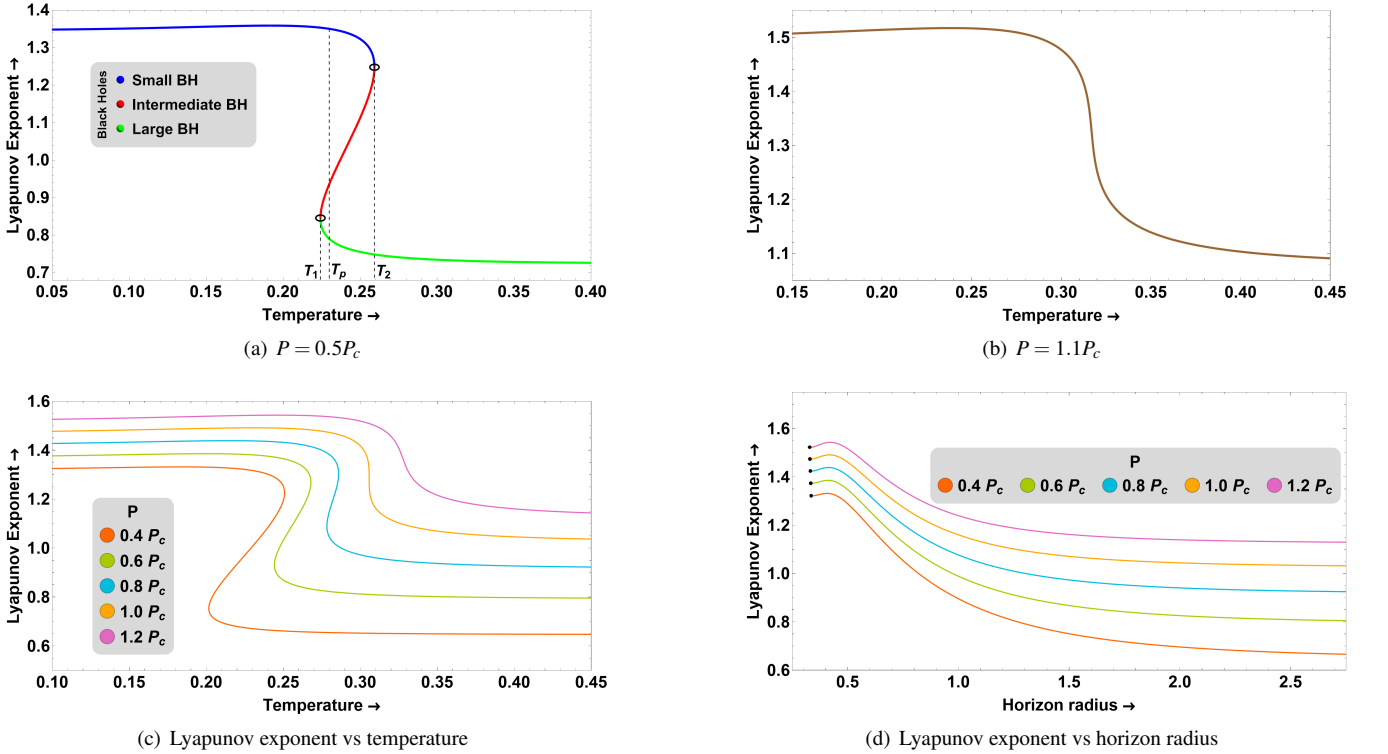 1.4
1.3
1.2
1.1
1.0
0.9
0.8
0.7
Lyapunov Exponent →
Black Holes
Small BH
Intermediate BH
Large BH
T1 Tp T2
0.05 0.10 0.15 0.20 0.25 0.30 0.35 0.40
Temperature →
(a) P = 0.5Pc
1.5
1.4
1.3
1.2
1.1
Lyapunov Exponent →
0.15 0.20 0.25 0.30 0.35 0.40 0.45
Temperature →
(b) P = 1.1Pc
1.6
1.4
1.2
1.0
0.8
0.6
Lyapunov Exponent →
P
0.4 Pc
0.6 Pc
0.8 Pc
1.0 Pc
1.2 Pc
0.10 0.15 0.20 0.25 0.30 0.35 0.40 0.45
Temperature →
(c) Lyapunov exponent vs temperature
1.6
1.4
1.2
1.0
0.8
0.6
Lyapunov Exponent →
P
0.4 Pc 0.6 Pc 0.8 Pc 1.0 Pc 1.2 Pc
0.5 1.0 1.5 2.0 2.5
Horizon radius →
(d) Lyapunov exponent vs horizon radius